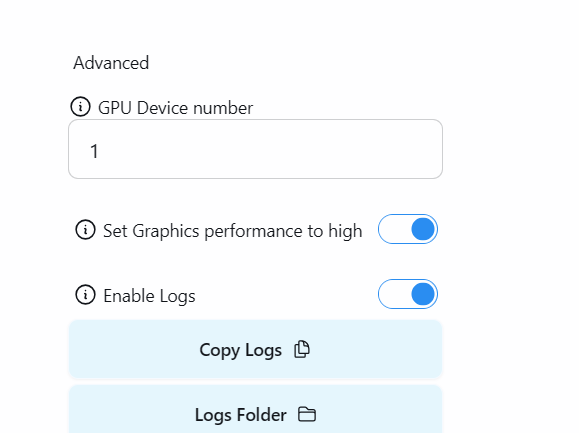 Advanced
GPU Device number
1
Set Graphics performance to high
Enable Logs
Copy Logs
Logs Folder